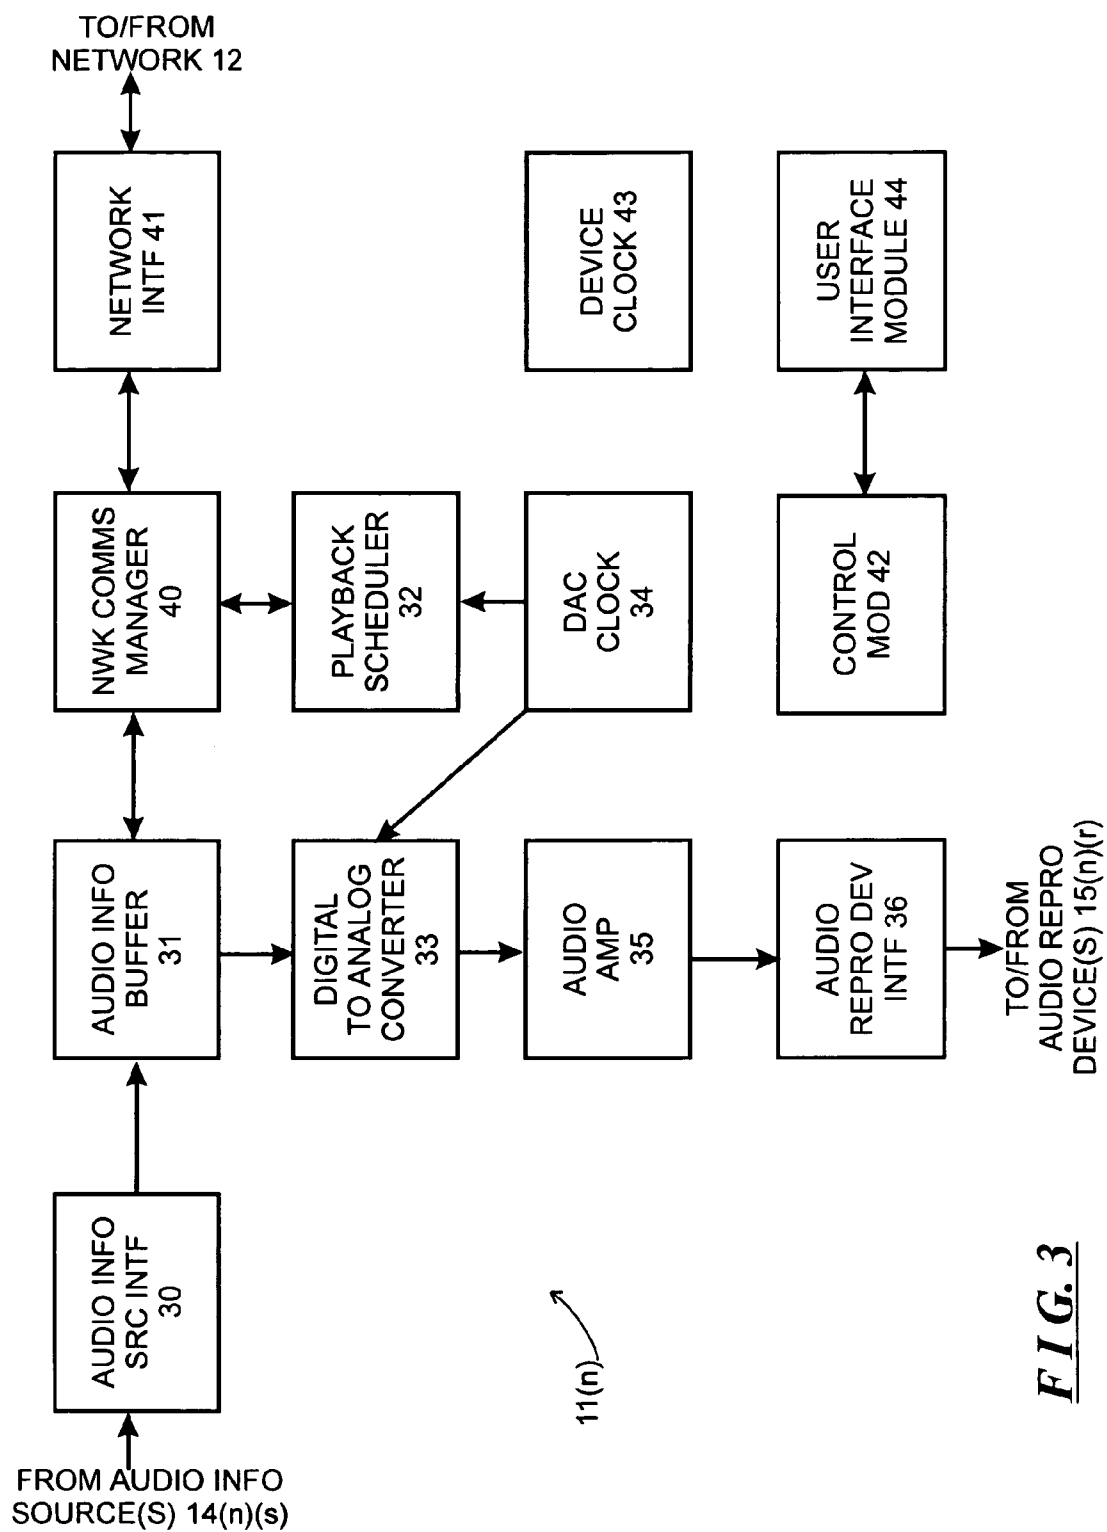 TO/FROM
NETWORK 12
NETWORK
INTF 41
DEVICE
CLOCK 43
USER
INTERFACE
MODULE 44
NWK COMMS
MANAGER
40
PLAYBACK
SCHEDULER
32
DAC
CLOCK
34
CONTROL
MOD 42
AUDIO INFO
BUFFER
31
DIGITAL
TO ANALOG
CONVERTER
33
AUDIO
AMP
35
AUDIO
REPRO DEV
INTF 36
TO/FROM
AUDIO REPRO
DEVICE(S) 15(n)(r)
AUDIO INFO
SRC INTF
30
11(n)
FROM AUDIO INFO
SOURCE(S) 14(n)(s)
FIG. 3